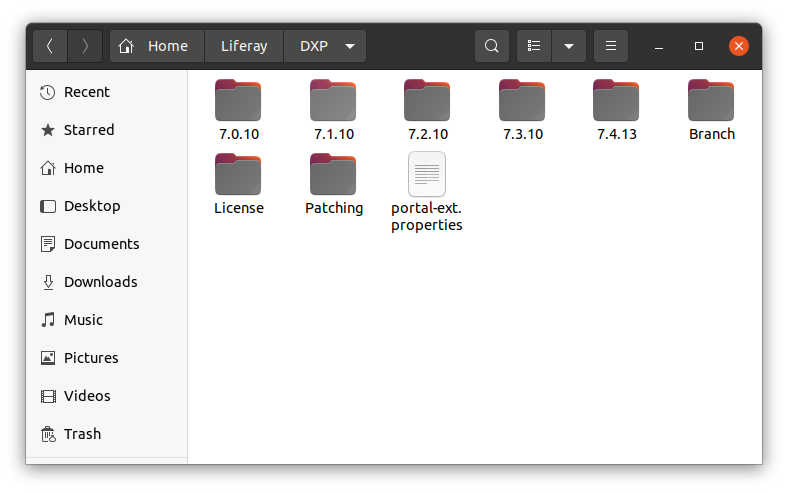 Home Liferay DXP
Recent
Starred
Home
Desktop
Documents
Downloads
Music
Pictures
Videos
Trash
7.0.10 7.1.10 7.2.10 7.3.10 7.4.13 Branch
License Patching portal-ext.
properties